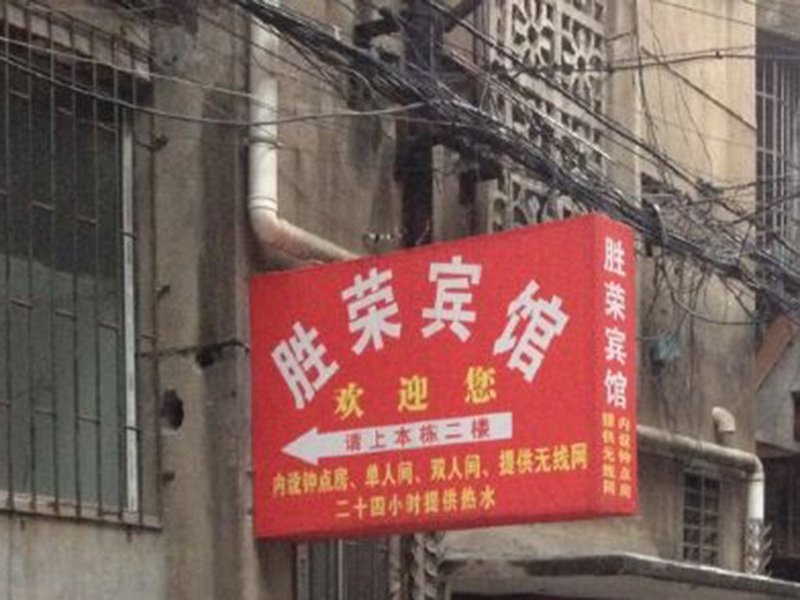 胜荣宾馆
欢迎您
请上本栋二楼
内设钟点房、单人间、双人间、提供无线网
二十四小时提供热水
胜荣宾馆
内设钟点房
提供无线网